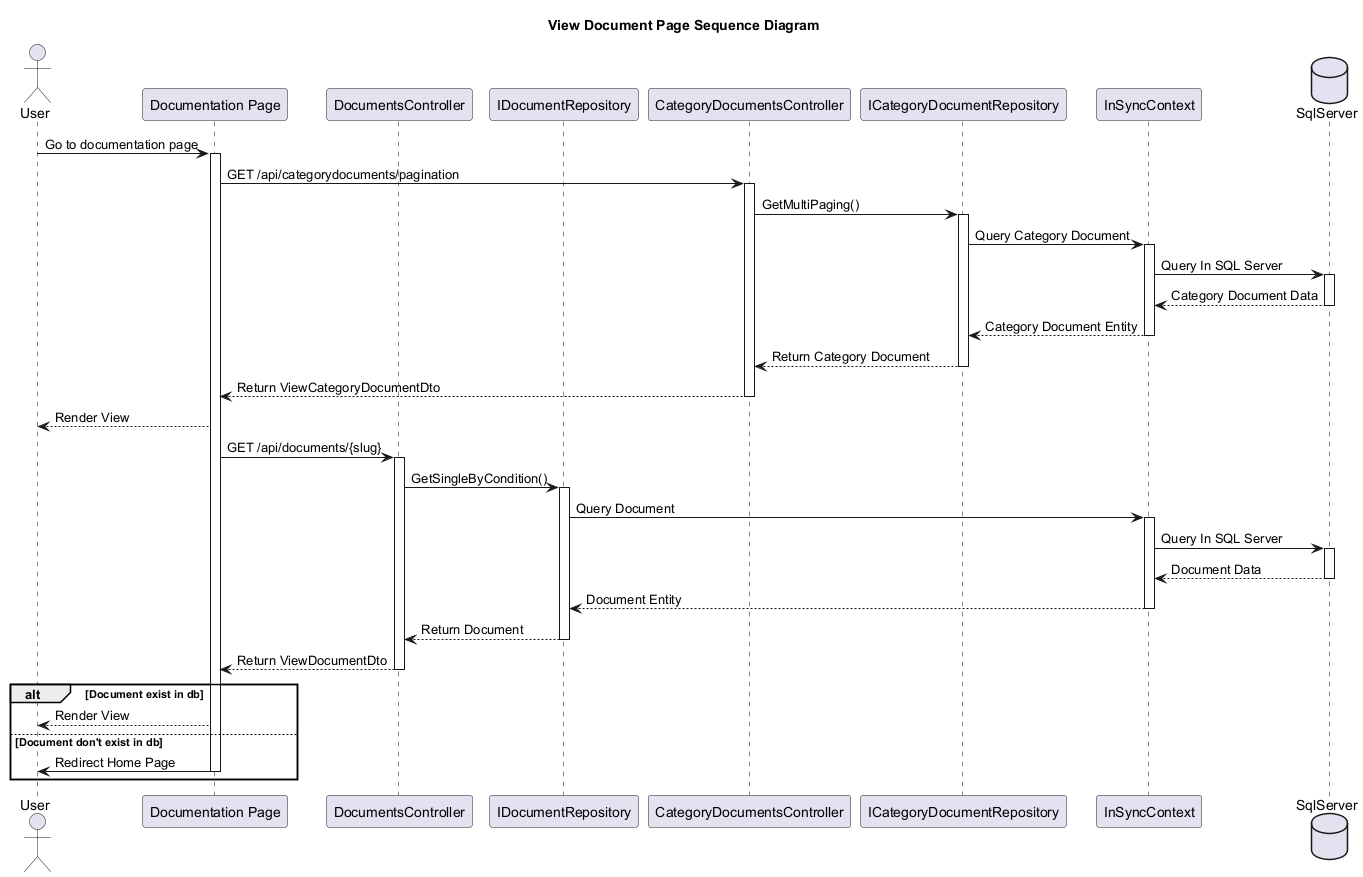 View Document Page Sequence Diagram
User
Documentation Page
DocumentsController
IDocumentRepository
CategoryDocumentsController
ICategoryDocumentRepository
InSyncContext
SqlServer
Go to documentation page
GET /api/categorydocuments/pagination
GetMultiPaging()
Query Category Document
Query In SQL Server
Category Document Data
Category Document Entity
Return Category Document
Return ViewCategoryDocumentDto
Render View
GET /api/documents/{slug}
GetSingleByCondition()
Query Document
Query In SQL Server
Document Data
Document Entity
Return Document
Return ViewDocumentDto
alt
[Document exist in db]
Render View
[Document don't exist in db]
Redirect Home Page
User
Documentation Page
DocumentsController
IDocumentRepository
CategoryDocumentsController
ICategoryDocumentRepository
InSyncContext
SqlServer